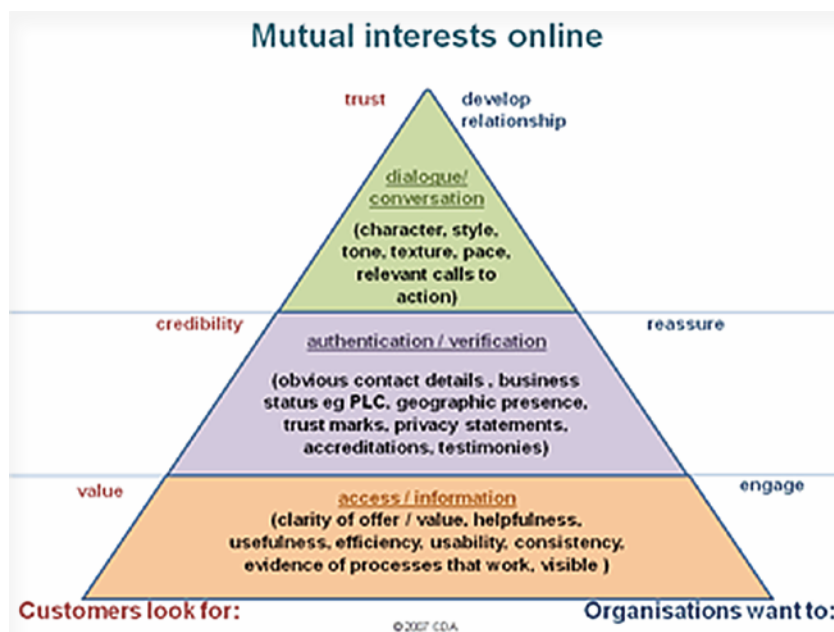 Mutual interests online
trust
develop
relationship
dialogue/
conversation
(character, style,
tone, texture, pace,
relevant calls to
action)
credibility
reassure
authentication / verification
(obvious contact details , business
status eg PLC, geographic presence,
trust marks, privacy statements,
accreditations, testimonies)
value
engage
access / information
(clarity of offer / value, helpfulness,
usefulness, efficiency, usability, consistency,
evidence of processes that work, visible )
Customers look for:
Organisations want to:
© 2007 CDA